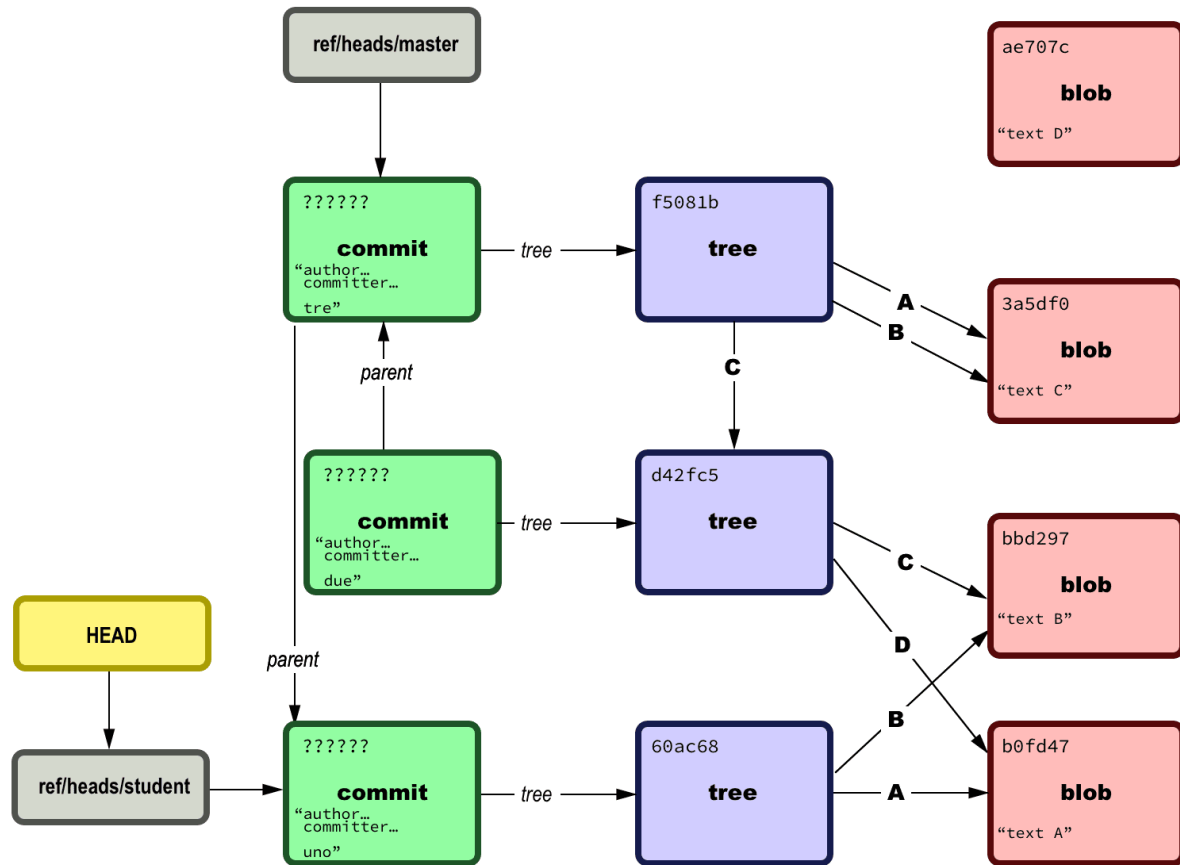 ref/heads/master
ae707c
blob
“text D”
??????
commit
“author…
committer…
tre”
tree
f5081b
tree
A
B
3a5df0
blob
“text C”
parent
C
??????
commit
“author…
committer…
due”
tree
d42fc5
tree
C
D
bbd297
blob
“text B”
HEAD
parent
ref/heads/student
??????
commit
“author…
committer…
uno”
tree
60ac68
tree
B
A
b0fd47
blob
“text A”